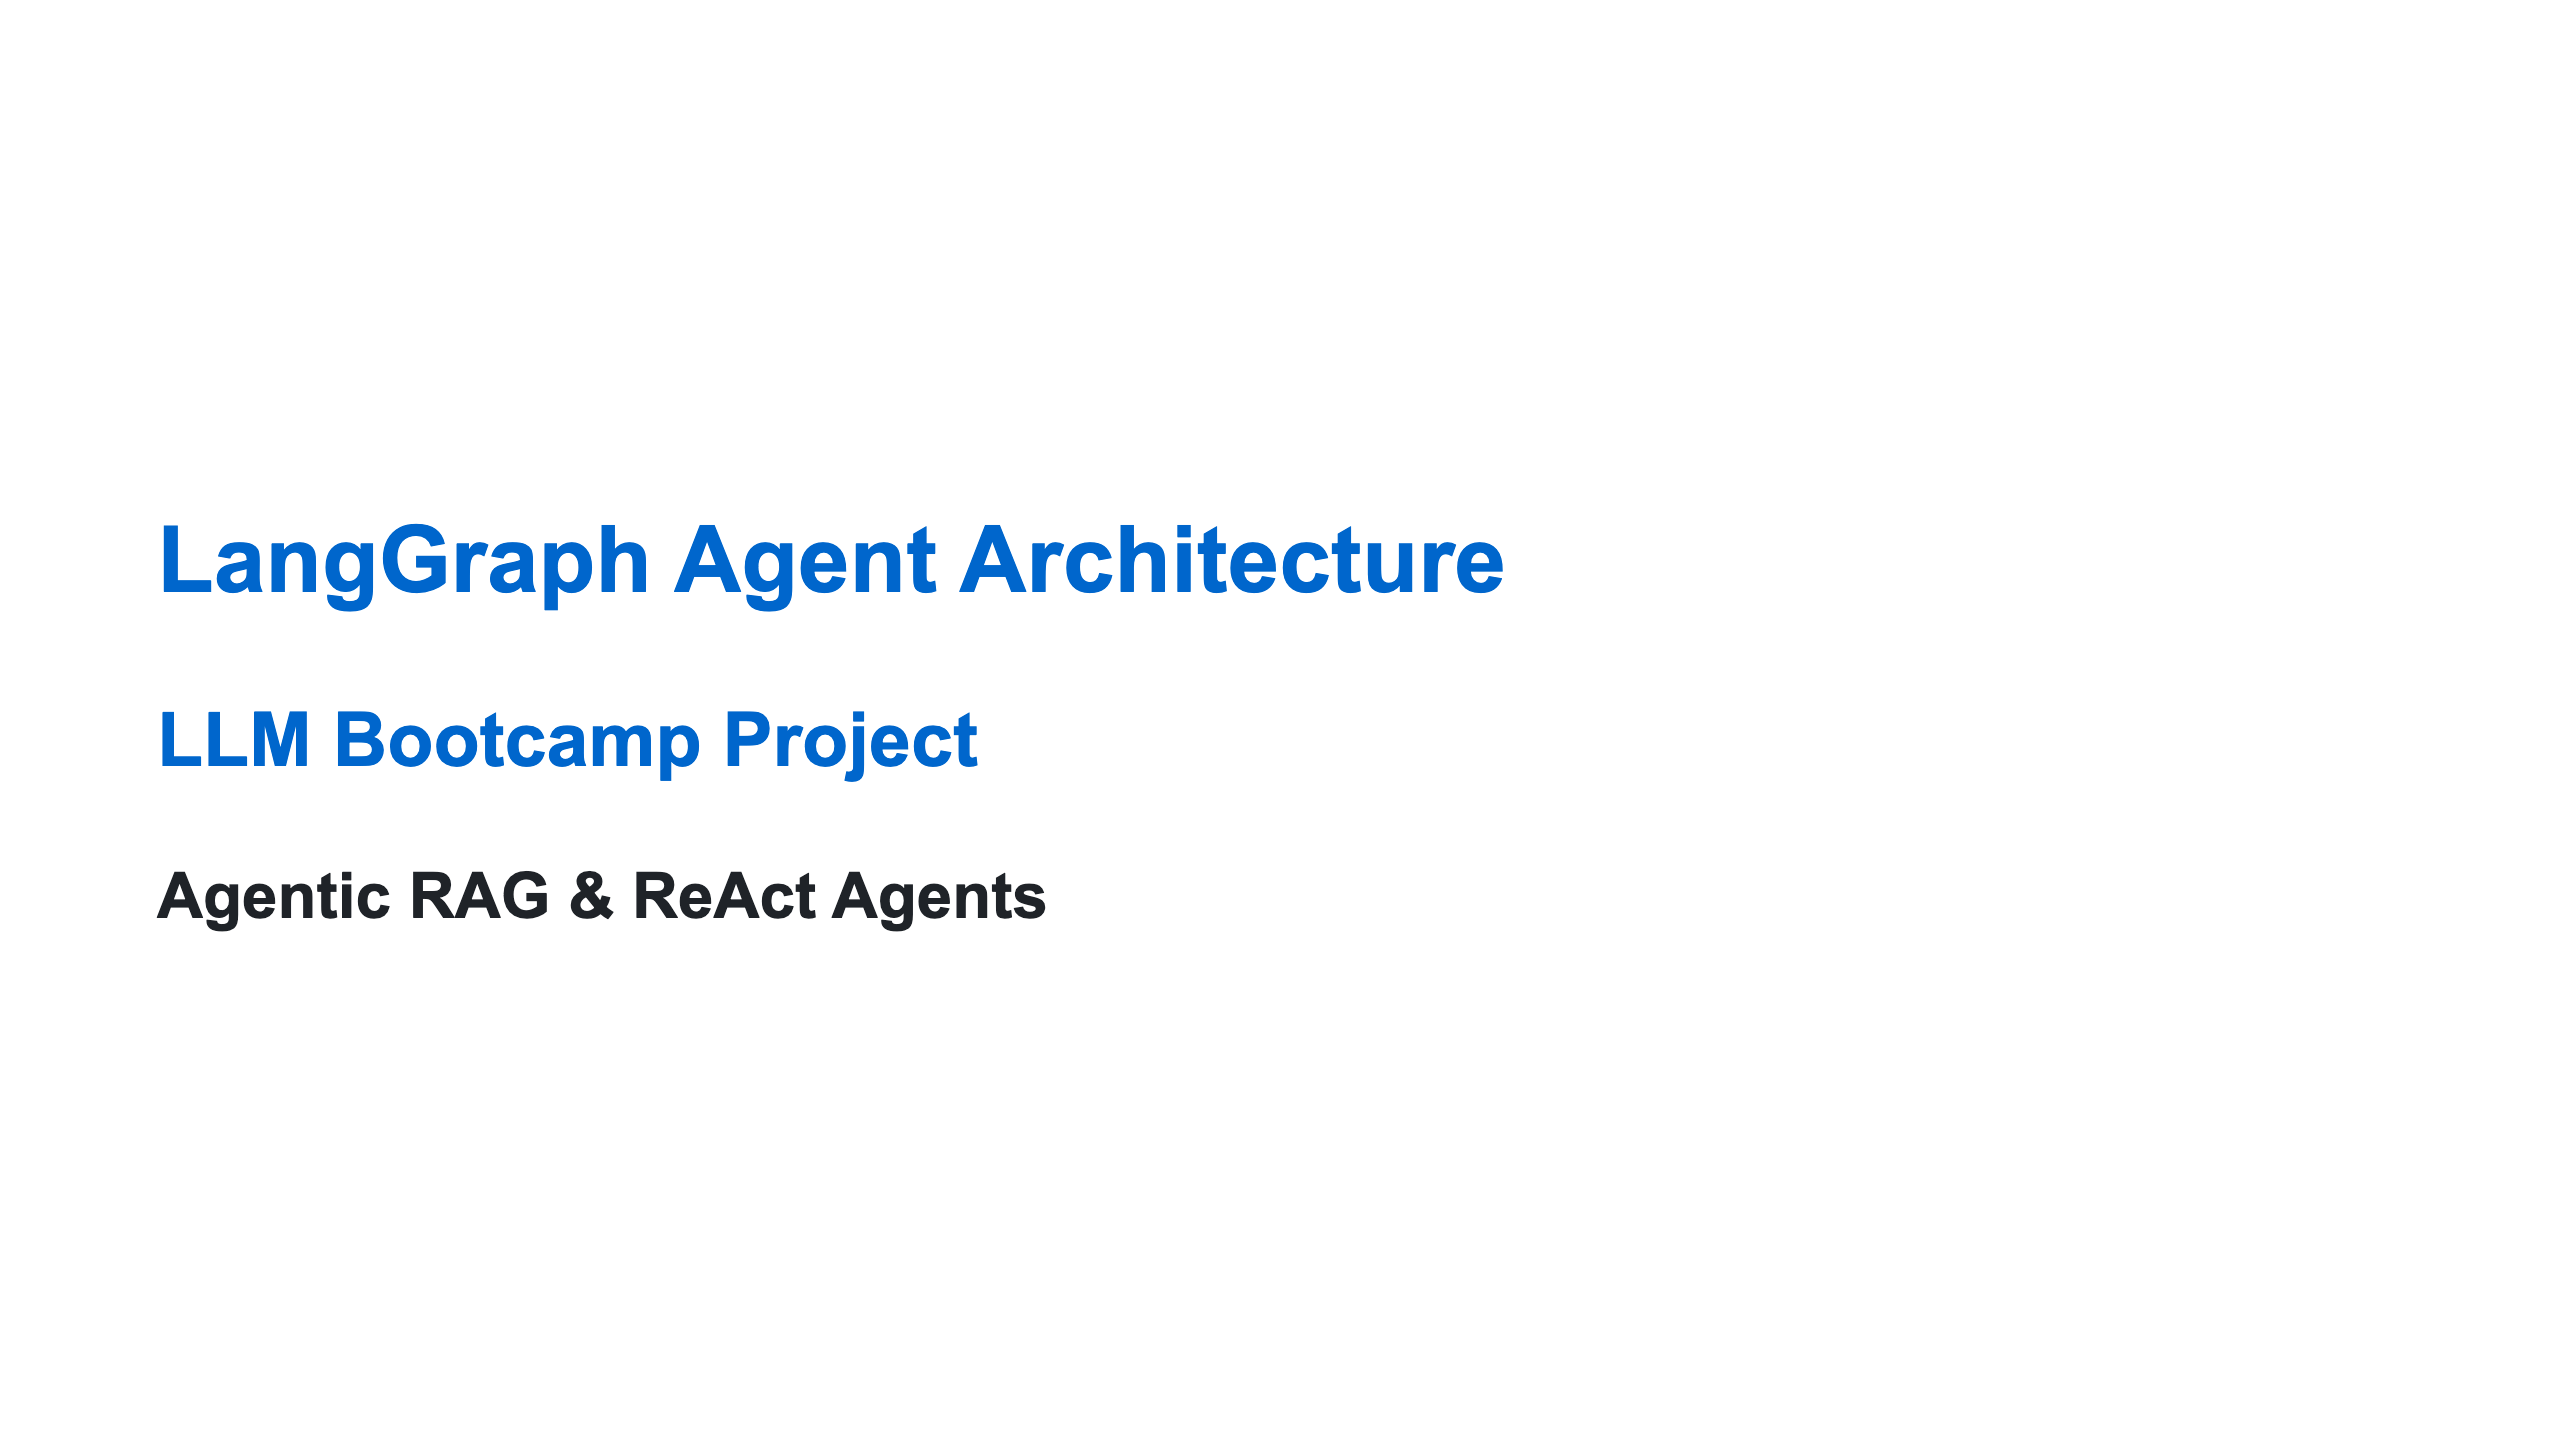 LangGraph Agent Architecture
LLM Bootcamp Project
Agentic RAG & ReAct Agents